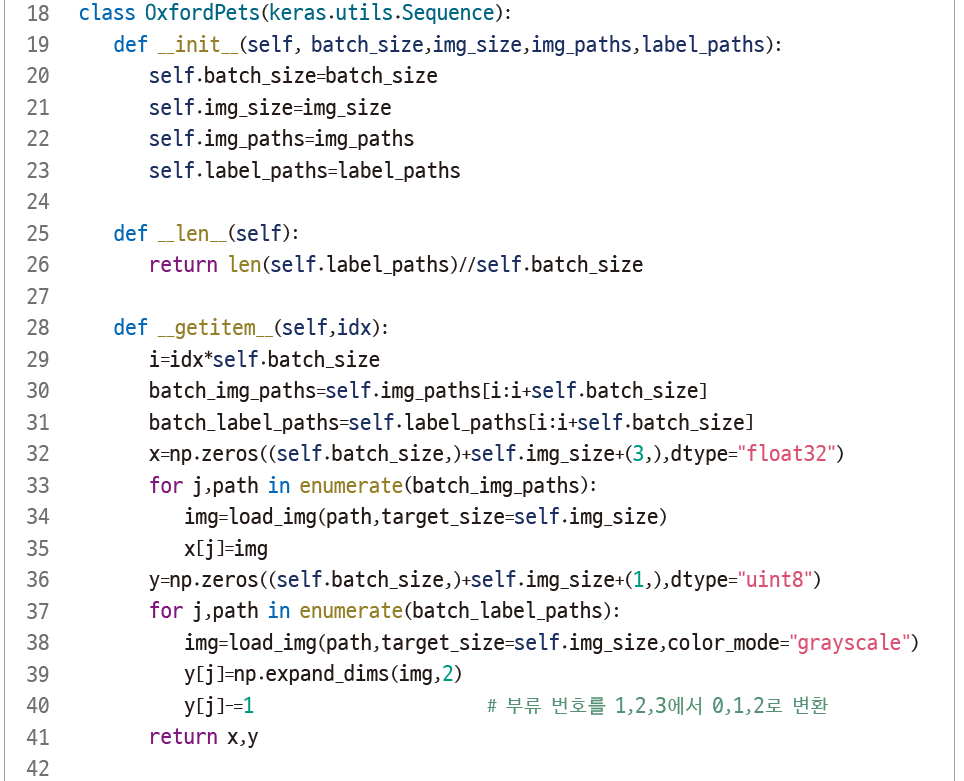 18 class OxfordPets(keras.utils.Sequence):
19     def __init__(self, batch_size,img_size,img_paths,label_paths):
20         self.batch_size=batch_size
21         self.img_size=img_size
22         self.img_paths=img_paths
23         self.label_paths=label_paths
24
25     def __len__(self):
26         return len(self.label_paths)//self.batch_size
27
28     def __getitem__(self,idx):
29         i=idx*self.batch_size
30         batch_img_paths=self.img_paths[i:i+self.batch_size]
31         batch_label_paths=self.label_paths[i:i+self.batch_size]
32         x=np.zeros((self.batch_size,)+self.img_size+(3,),dtype="float32")
33         for j,path in enumerate(batch_img_paths):
34             img=load_img(path,target_size=self.img_size)
35             x[j]=img
36         y=np.zeros((self.batch_size,)+self.img_size+(1,),dtype="uint8")
37         for j,path in enumerate(batch_label_paths):
38             img=load_img(path,target_size=self.img_size,color_mode="grayscale")
39             y[j]=np.expand_dims(img,2)
40             y[j]-=1 # 부류 번호를 1,2,3에서 0,1,2로 변환
41         return x,y
42